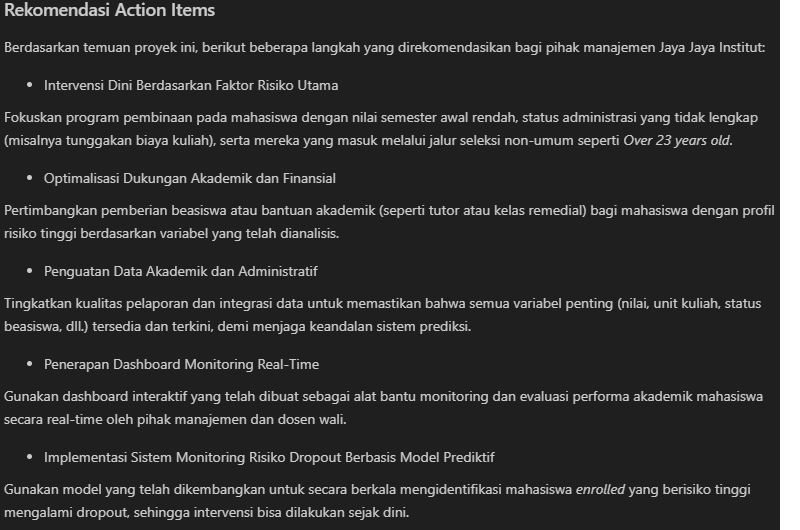 Rekomendasi Action Items
Berdasarkan temuan proyek ini, berikut beberapa langkah yang direkomendasikan bagi pihak manajemen Jaya Jaya Institut:
• Intervensi Dini Berdasarkan Faktor Risiko Utama
Fokuskan program pembinaan pada mahasiswa dengan nilai semester awal rendah, status administrasi yang tidak lengkap
(misalnya tunggakan biaya kuliah), serta mereka yang masuk melalui jalur seleksi non-umum seperti Over 23 years old.
• Optimalisasi Dukungan Akademik dan Finansial
Pertimbangkan pemberian beasiswa atau bantuan akademik (seperti tutor atau kelas remedial) bagi mahasiswa dengan profil
risiko tinggi berdasarkan variabel yang telah dianalisis.
• Penguatan Data Akademik dan Administratif
Tingkatkan kualitas pelaporan dan integrasi data untuk memastikan bahwa semua variabel penting (nilai, unit kuliah, status
beasiswa, dll.) tersedia dan terkini, demi menjaga keandalan sistem prediksi.
• Penerapan Dashboard Monitoring Real-Time
Gunakan dashboard interaktif yang telah dibuat sebagai alat bantu monitoring dan evaluasi performa akademik mahasiswa
secara real-time oleh pihak manajemen dan dosen wali.
• Implementasi Sistem Monitoring Risiko Dropout Berbasis Model Prediktif
Gunakan model yang telah dikembangkan untuk secara berkala mengidentifikasi mahasiswa enrolled yang berisiko tinggi
mengalami dropout, sehingga intervensi bisa dilakukan sejak dini.